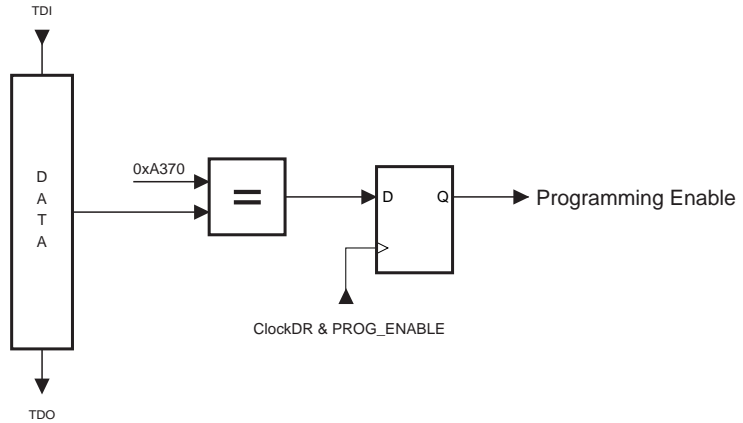 TDI
D
A
T
A
0xA370
=
D
Q
Programming Enable
ClockDR & PROG_ENABLE
TDO